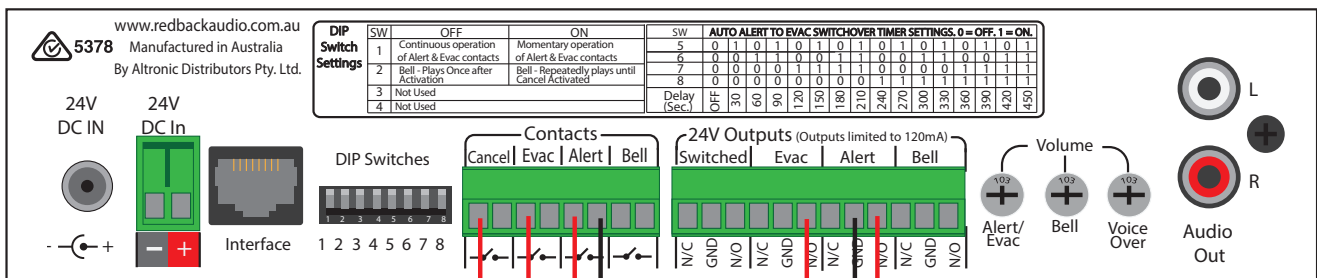 www.redbackaudio.com.au
5378 Manufactured in Australia
By Altronic Distributors Pty. Ltd.
DIP Switch Settings
SW OFF ON
1 Continuous operation of Alert & Evac contacts Momentary operation of Alert & Evac contacts
2 Bell - Plays Once after Activation Bell - Repeatedly plays until Cancel Activated
3 Not Used
4 Not Used
SW AUTO ALERT TO EVAC SWITCHOVER TIMER SETTINGS. 0 = OFF. 1 = ON.
5 0 1 0 1 0 1 0 1 0 1 0 1 0 1 0 1
6 0 0 1 1 0 0 1 1 0 0 1 1 0 0 1 1
7 0 0 0 0 1 1 1 1 0 0 0 0 1 1 1 1
8 0 0 0 0 0 0 0 0 1 1 1 1 1 1 1 1
Delay (Sec.) OFF 30 60 90 120 150 180 210 240 270 300 330 360 390 420 450
24V DC IN
- +
24V DC In
- +
Interface
DIP Switches
1 2 3 4 5 6 7 8
1 2 3 4 5 6 7 8
Contacts
Cancel Evac Alert Bell
24V Outputs (Outputs limited to 120mA)
Switched Evac Alert Bell
N/C GND N/O N/C GND N/O N/C GND N/O N/C GND N/O
Volume
103 103 103
Alert/ Evac
Bell
Voice Over
L
R
Audio Out